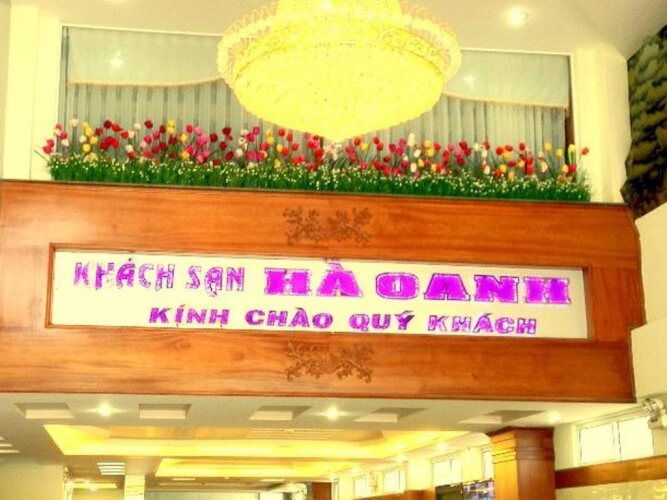 KHÁCH SẠN HÀ OANH
KÍNH CHÀO QUÝ KHÁCH